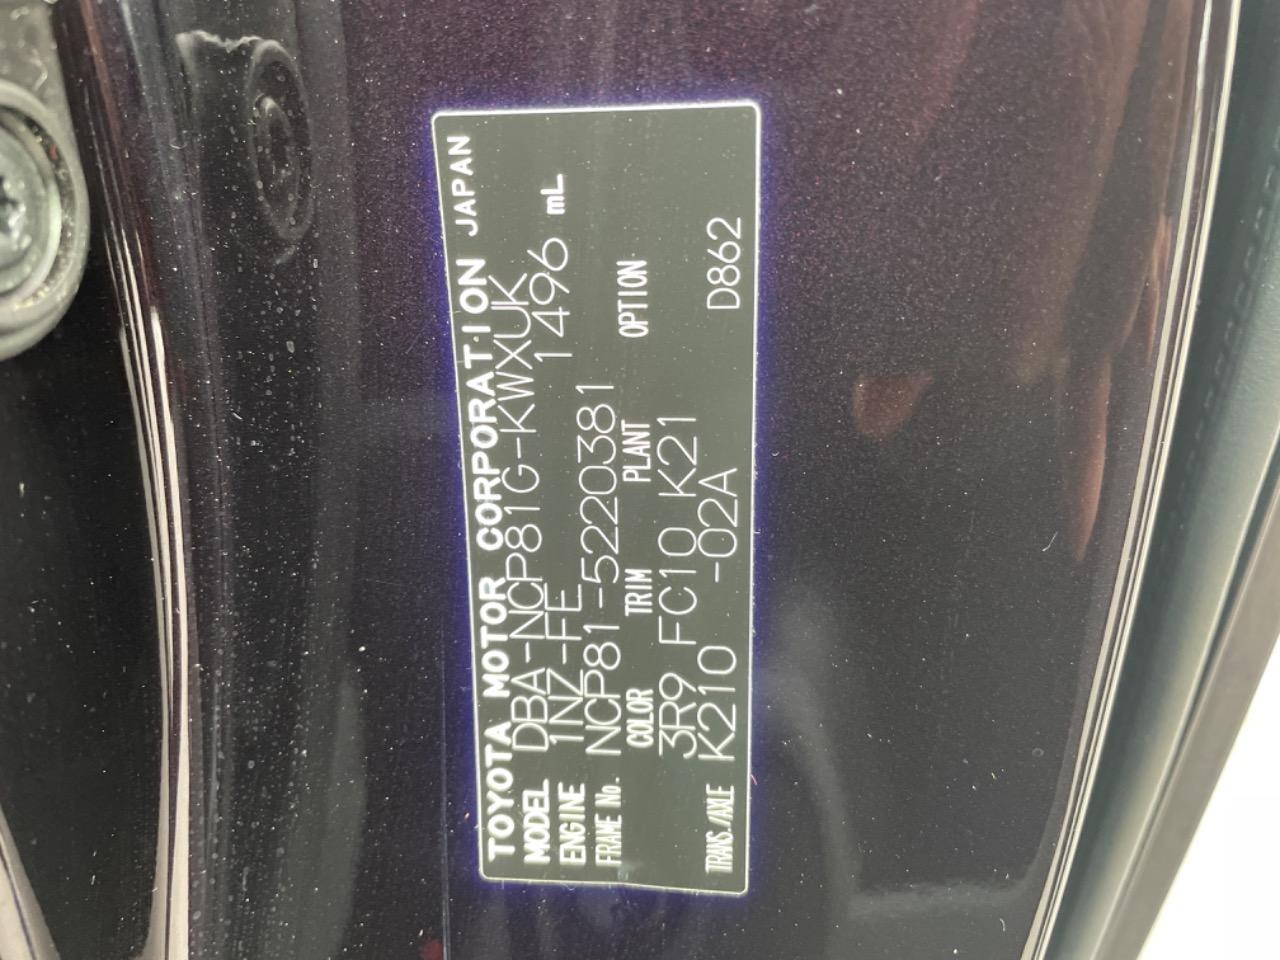 TOYOTA MOTOR CORPORATION JAPAN
MODEL DBA-NCP81G-KWXUK
ENGINE 1NZ-FE 1496 mL
FRAME No. NCP81-5220381
COLOR TRIM PLANT OPTION
3R9 FC10 K21
TRANS./AXLE K210 -02A D862